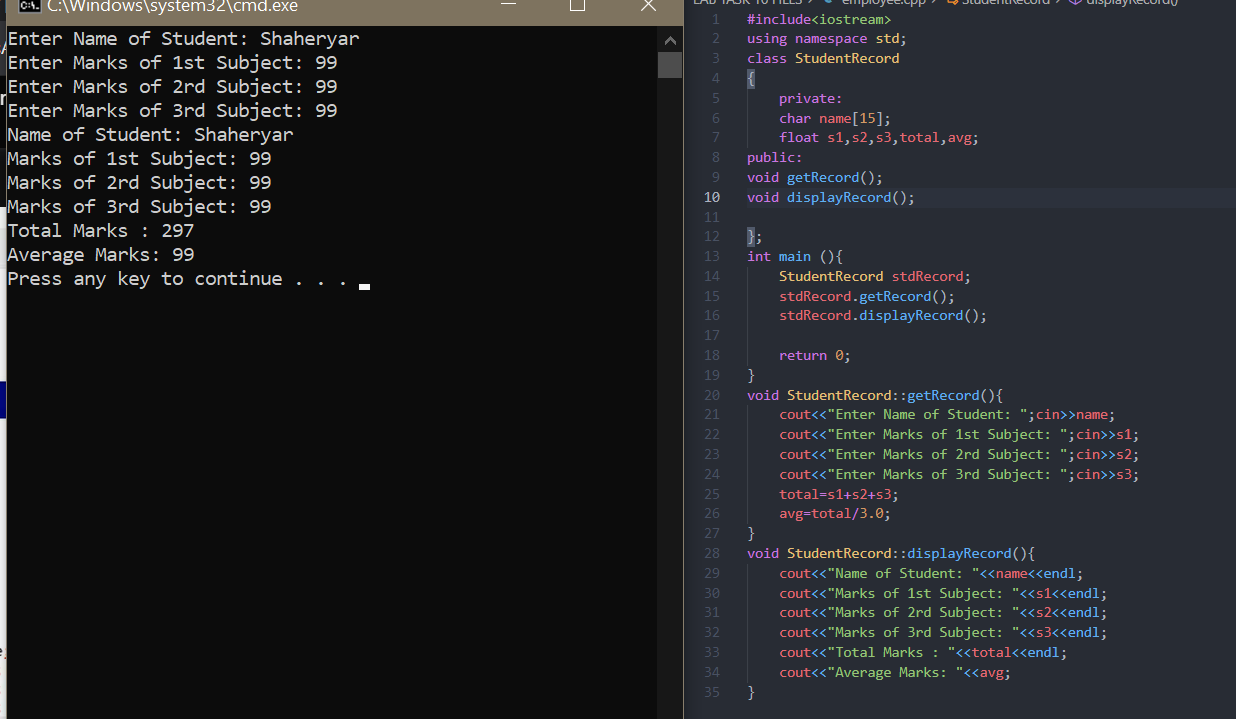 C:\Windows\system32\cmd.exe
Enter Name of Student: Shaheryar
Enter Marks of 1st Subject: 99
Enter Marks of 2rd Subject: 99
Enter Marks of 3rd Subject: 99
Name of Student: Shaheryar
Marks of 1st Subject: 99
Marks of 2rd Subject: 99
Marks of 3rd Subject: 99
Total Marks : 297
Average Marks: 99
Press any key to continue . . .
LAB TASK 10 FILES > employee.cpp > StudentRecord > displayRecord()
1 #include<iostream>
2 using namespace std;
3 class StudentRecord
4 {
5 private:
6 char name[15];
7 float s1,s2,s3,total,avg;
8 public:
9 void getRecord();
10 void displayRecord();
11
12 };
13 int main (){
14 StudentRecord stdRecord;
15 stdRecord.getRecord();
16 stdRecord.displayRecord();
17
18 return 0;
19 }
20 void StudentRecord::getRecord(){
21 cout<<"Enter Name of Student: ";cin>>name;
22 cout<<"Enter Marks of 1st Subject: ";cin>>s1;
23 cout<<"Enter Marks of 2rd Subject: ";cin>>s2;
24 cout<<"Enter Marks of 3rd Subject: ";cin>>s3;
25 total=s1+s2+s3;
26 avg=total/3.0;
27 }
28 void StudentRecord::displayRecord(){
29 cout<<"Name of Student: "<<name<<endl;
30 cout<<"Marks of 1st Subject: "<<s1<<endl;
31 cout<<"Marks of 2rd Subject: "<<s2<<endl;
32 cout<<"Marks of 3rd Subject: "<<s3<<endl;
33 cout<<"Total Marks : "<<total<<endl;
34 cout<<"Average Marks: "<<avg;
35 }